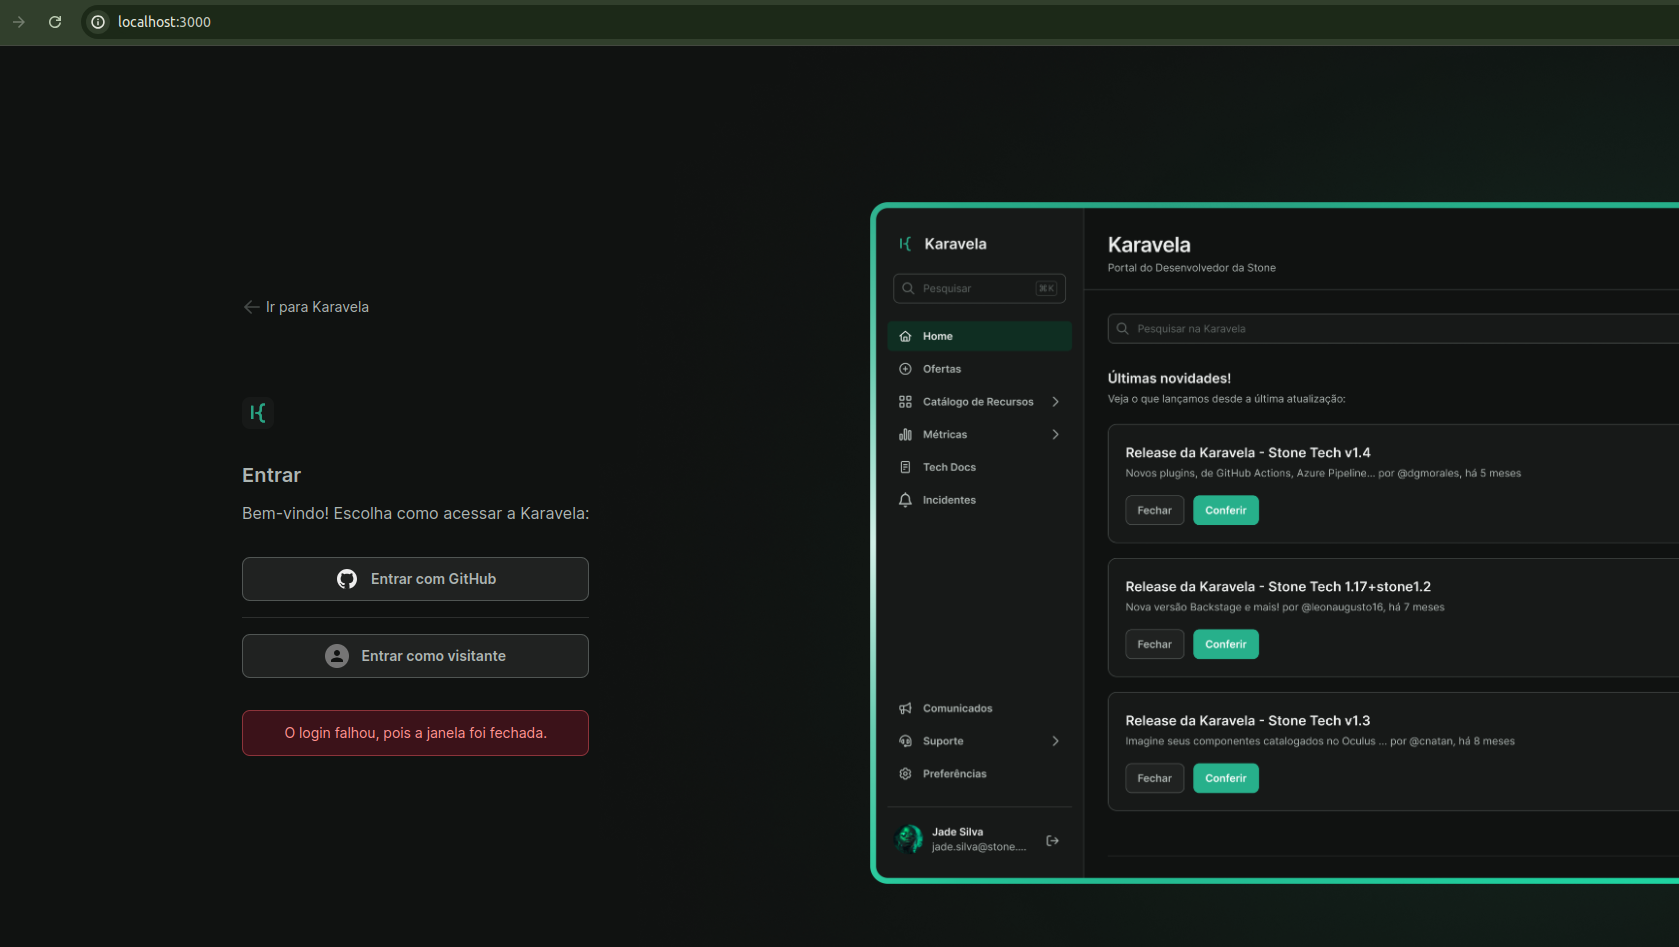 localhost:3000
Ir para Karavela
Entrar
Bem-vindo! Escolha como acessar a Karavela:
Entrar com GitHub
Entrar como visitante
O login falhou, pois a janela foi fechada.
Karavela
Pesquisar ⌘K
Home
Ofertas
Catálogo de Recursos
Métricas
Tech Docs
Incidentes
Comunicados
Suporte
Preferências
Jade Silva
jade.silva@stone....
Karavela
Portal do Desenvolvedor da Stone
Pesquisar na Karavela
Últimas novidades!
Veja o que lançamos desde a última atualização:
Release da Karavela - Stone Tech v1.4
Novos plugins, de GitHub Actions, Azure Pipeline... por @dgmorales, há 5 meses
Fechar Conferir
Release da Karavela - Stone Tech 1.17+stone1.2
Nova versão Backstage e mais! por @leonaugusto16, há 7 meses
Fechar Conferir
Release da Karavela - Stone Tech v1.3
Imagine seus componentes catalogados no Oculus ... por @cnatan, há 8 meses
Fechar Conferir